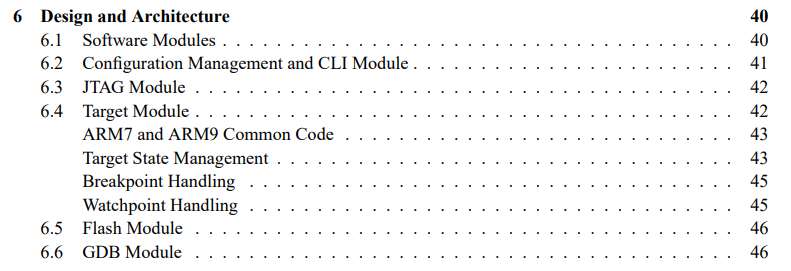 6 Design and Architecture 40
6.1 Software Modules . . . . . . . . . . . . . . . . . . . . . . . . . . . . . . . . . . . . . . 40
6.2 Configuration Management and CLI Module . . . . . . . . . . . . . . . . . . . . . . . . 41
6.3 JTAG Module . . . . . . . . . . . . . . . . . . . . . . . . . . . . . . . . . . . . . . . . 42
6.4 Target Module . . . . . . . . . . . . . . . . . . . . . . . . . . . . . . . . . . . . . . . . 42
ARM7 and ARM9 Common Code . . . . . . . . . . . . . . . . . . . . . . . . . . . . . 43
Target State Management . . . . . . . . . . . . . . . . . . . . . . . . . . . . . . . . . . 43
Breakpoint Handling . . . . . . . . . . . . . . . . . . . . . . . . . . . . . . . . . . . . 45
Watchpoint Handling . . . . . . . . . . . . . . . . . . . . . . . . . . . . . . . . . . . . 45
6.5 Flash Module . . . . . . . . . . . . . . . . . . . . . . . . . . . . . . . . . . . . . . . . 46
6.6 GDB Module . . . . . . . . . . . . . . . . . . . . . . . . . . . . . . . . . . . . . . . . 46